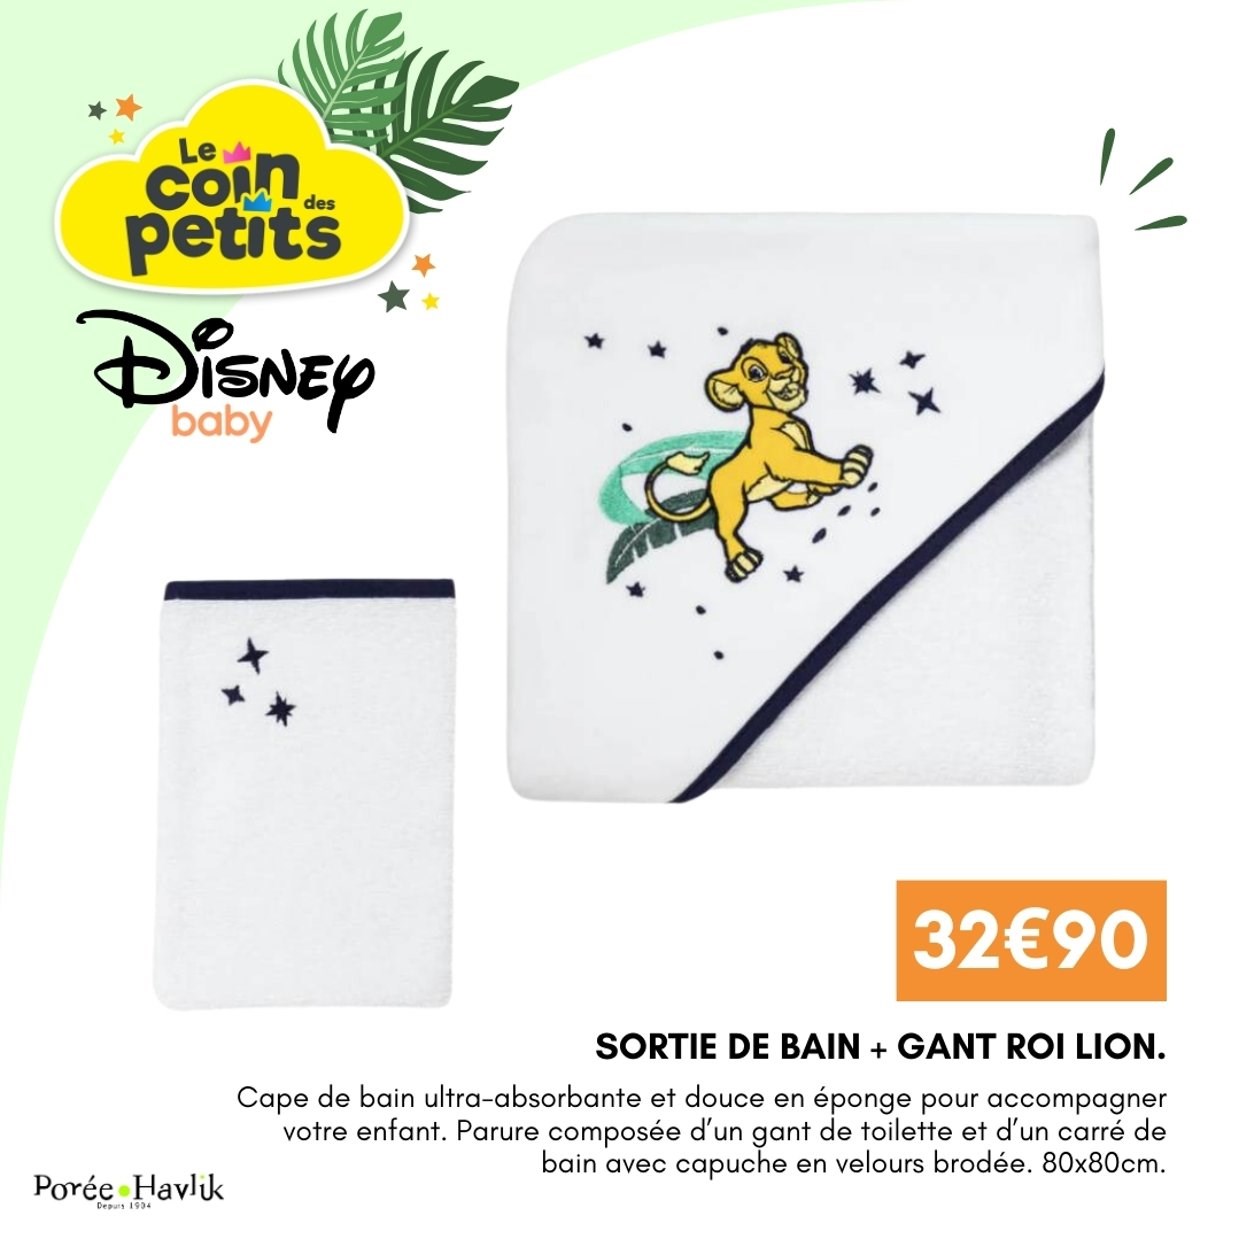 Le
coin
des
petits
Disney
baby
32€90
SORTIE DE BAIN + GANT ROI LION.
Cape de bain ultra-absorbante et douce en éponge pour accompagner
votre enfant. Parure composée d’un gant de toilette et d’un carré de
bain avec capuche en velours brodée. 80x80cm.
Porée Havlik
Depuis 1994